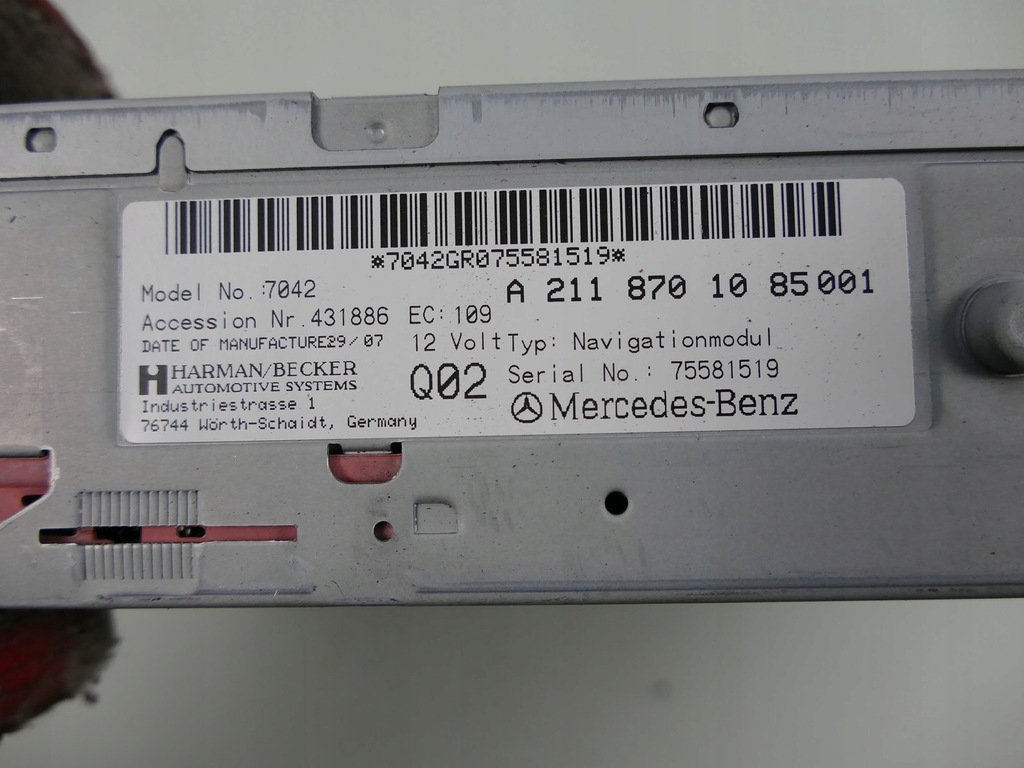 *7042GR075581519*
Model No.:7042
A 211 870 10 85 001
Accession Nr.431886 EC:109
DATE OF MANUFACTURE29/07
12 Volt Typ: Navigationmodul
HARMAN/BECKER
AUTOMOTIVE SYSTEMS
Q02
Serial No.: 75581519
Industriestrasse 1
Mercedes-Benz
76744 Wörth-Schaidt, Germany